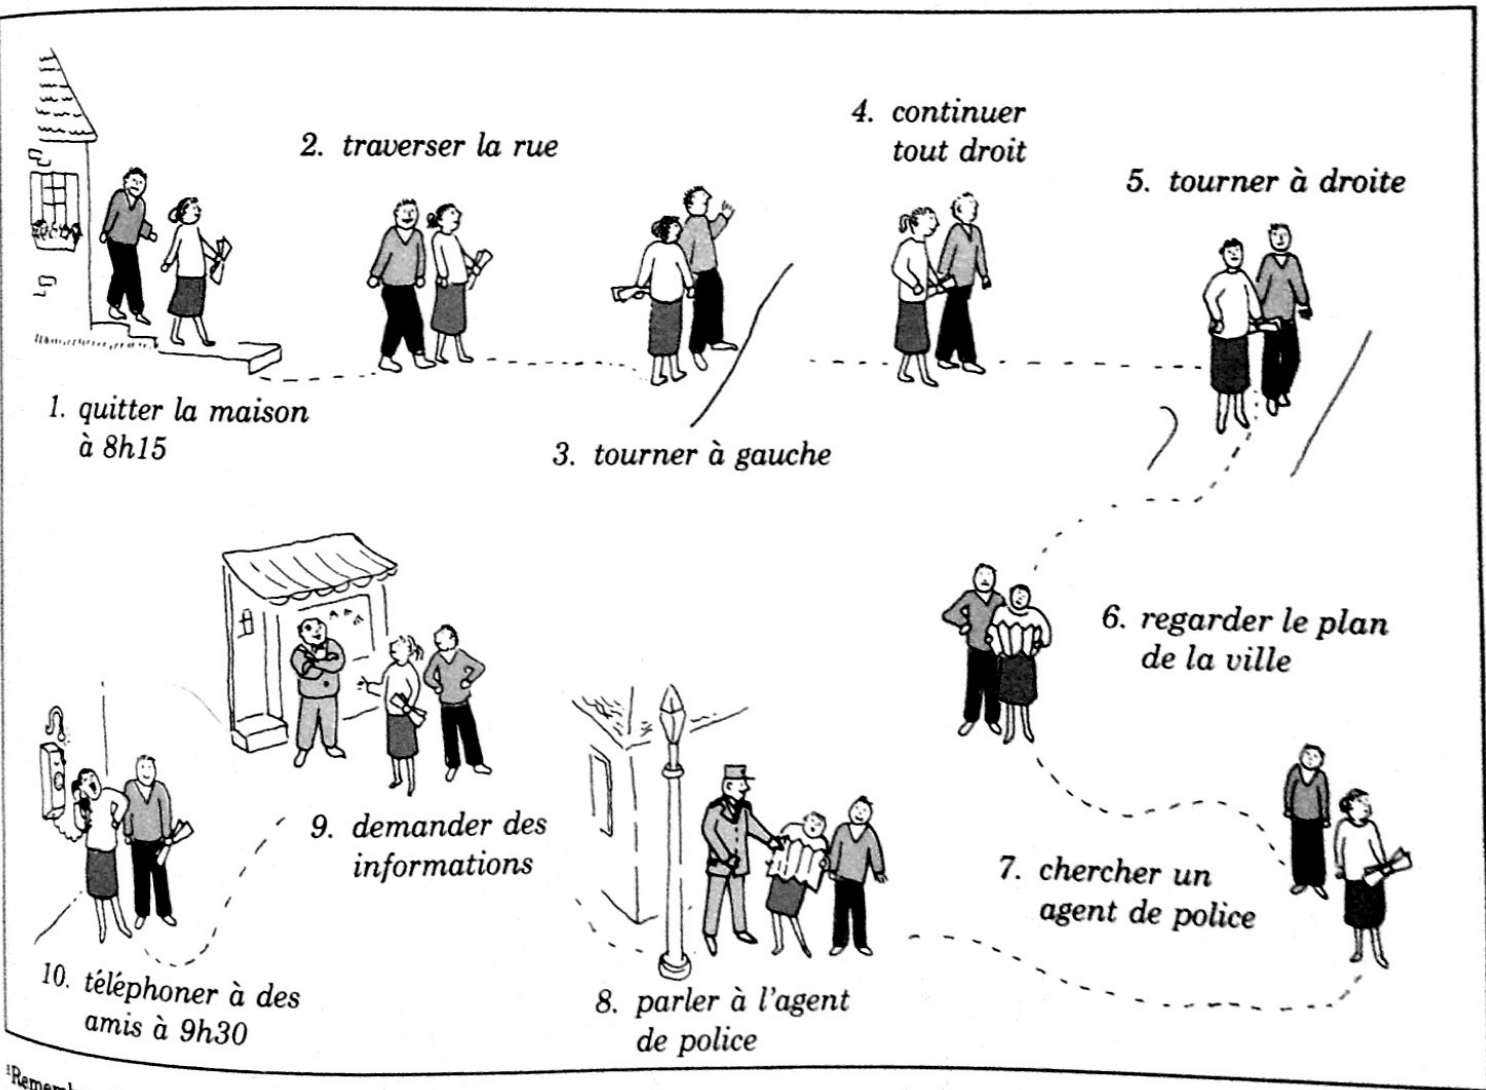 1. quitter la maison
à 8h15
2. traverser la rue
3. tourner à gauche
4. continuer
tout droit
5. tourner à droite
6. regarder le plan
de la ville
7. chercher un
agent de police
8. parler à l'agent
de police
9. demander des
informations
10. téléphoner à des
amis à 9h30